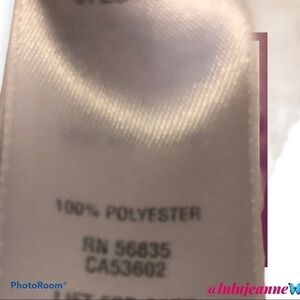 100% POLYESTER
RN 56835
CA53602
PhotoRoom
@lulujeanne